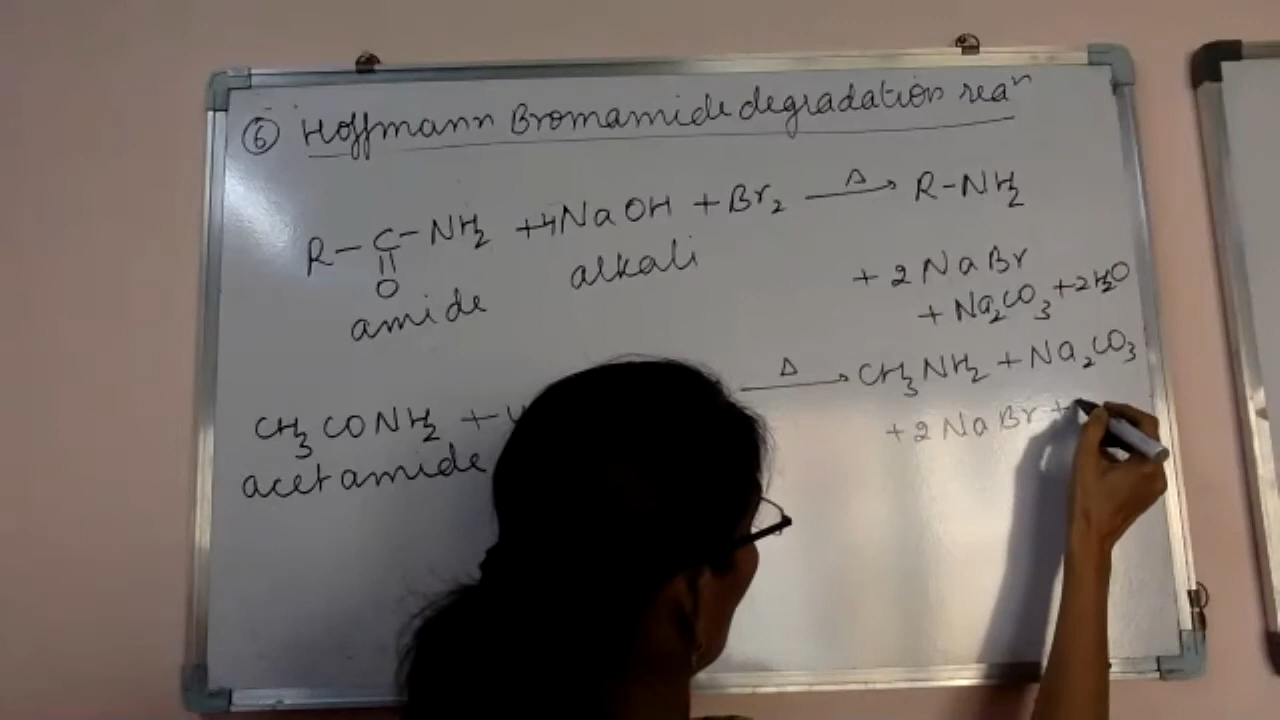 ⑥ Hoffmann Bromamide degradation reaⁿ
R-C-NH₂ + 4NaOH + Br₂ →Δ R-NH₂
||
O
amide alkali
+ 2NaBr
+ Na₂CO₃ + 2H₂O
CH₃CONH₂ + 4 →Δ CH₃NH₂ + Na₂CO₃
acetamide
+ 2NaBr +